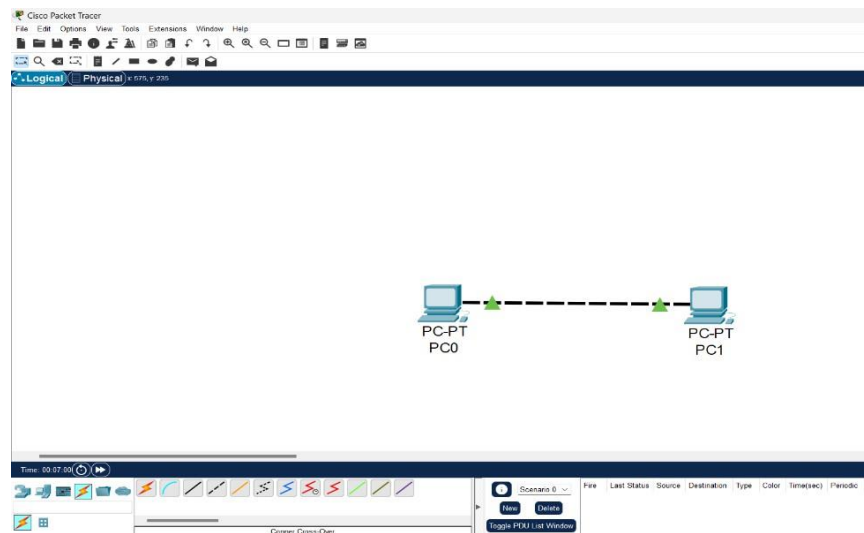 Cisco Packet Tracer
File Edit Options View Tools Extensions Window Help
Logical Physical x: 575, y: 235
PC-PT
PC0
PC-PT
PC1
Time: 00:07:00
Scenario 0
New Delete
Toggle PDU List Window
Fire Last Status Source Destination Type Color Time(sec) Periodic
Copper Cross-Over